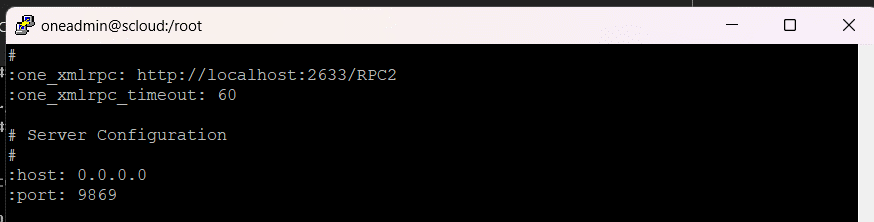 oneadmin@scloud:/root
#
:one_xmlrpc: http://localhost:2633/RPC2
:one_xmlrpc_timeout: 60
# Server Configuration
#
:host: 0.0.0.0
:port: 9869